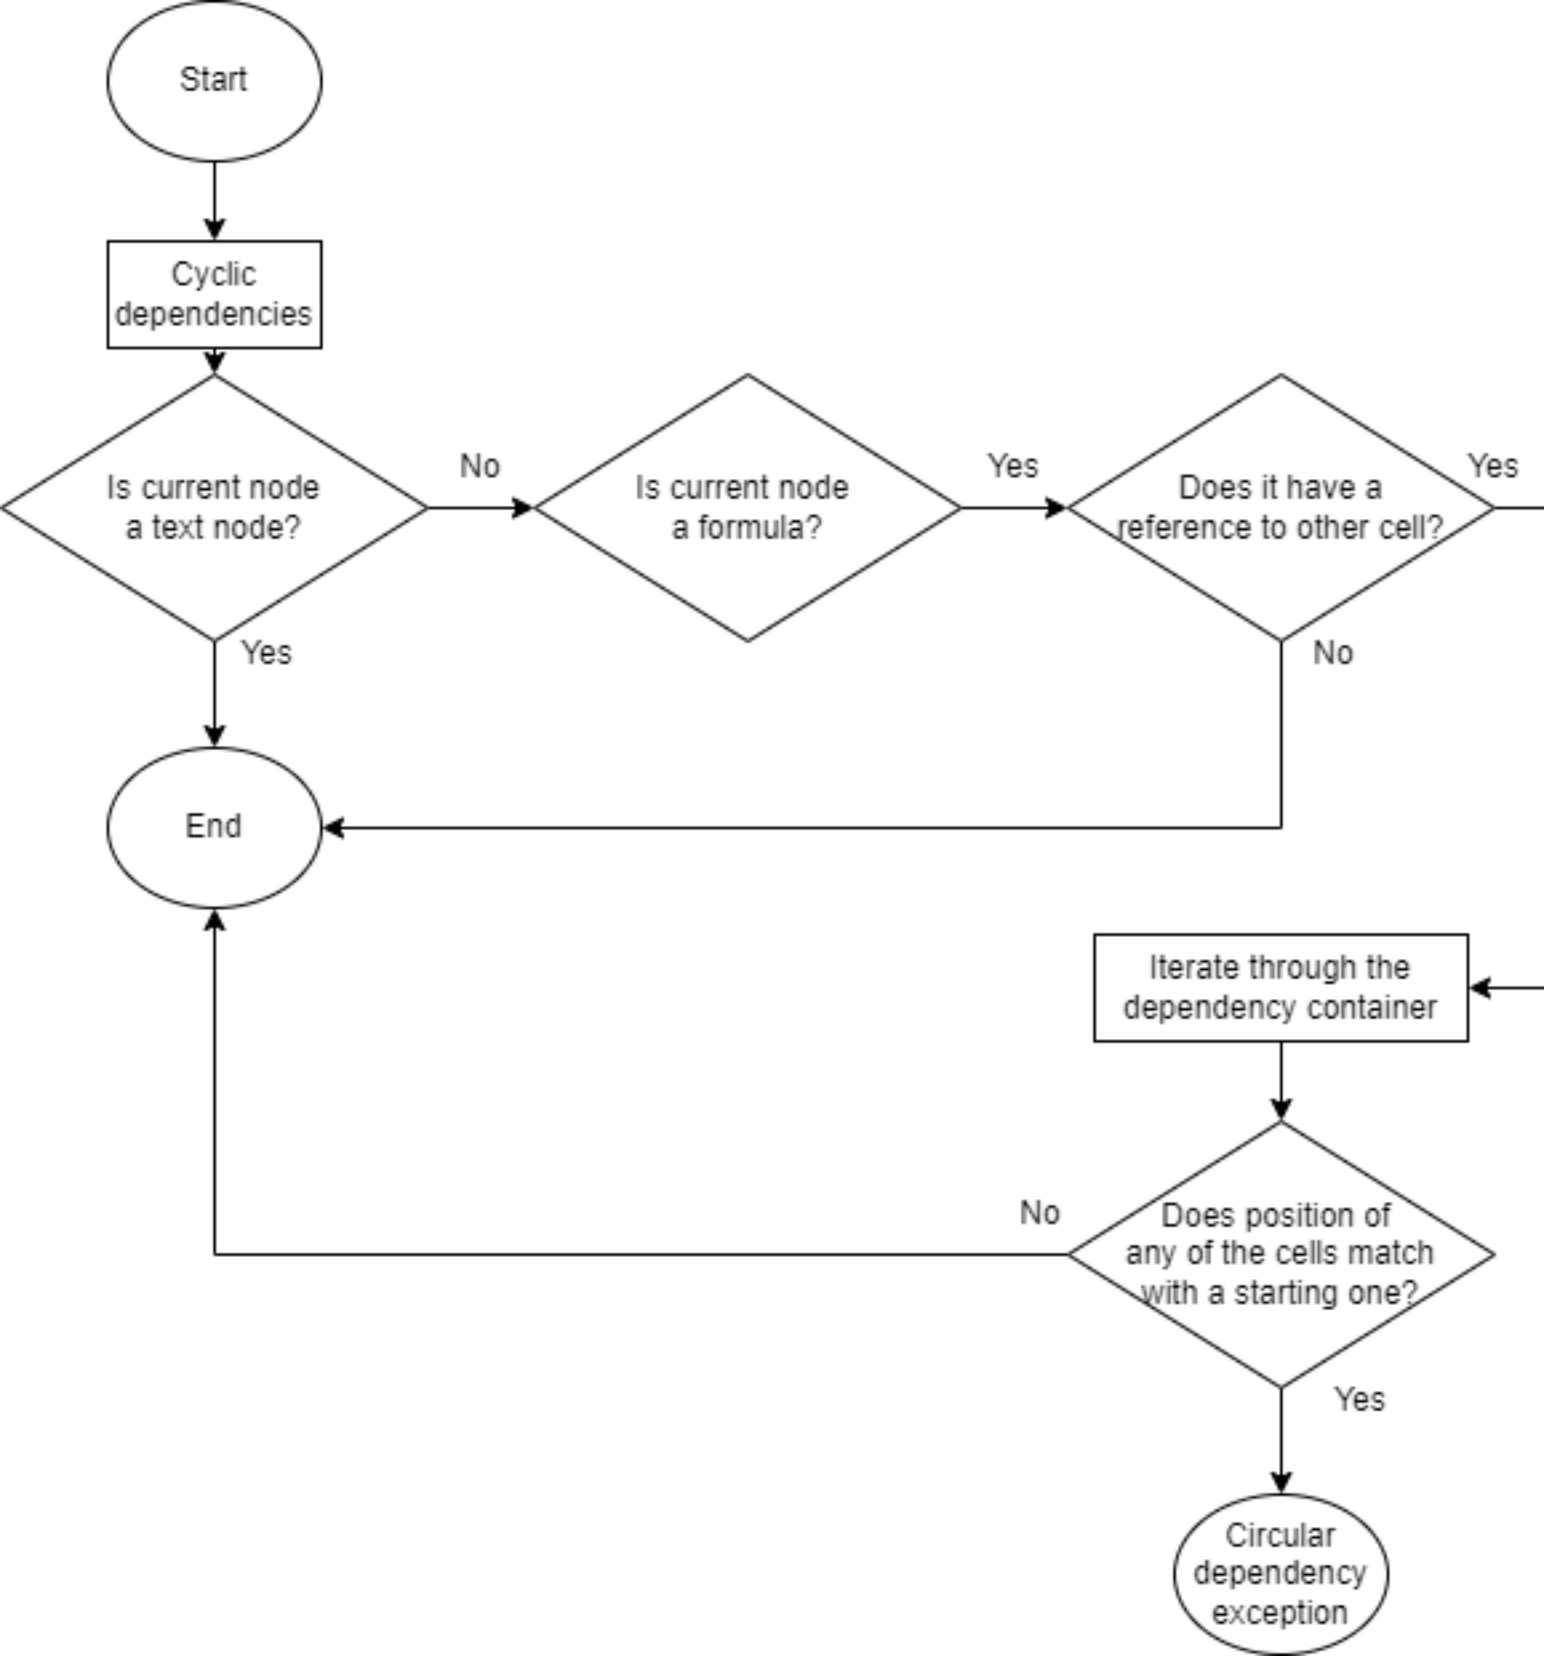 Start
Cyclic
dependencies
Is current node
a text node?
No
Is current node
a formula?
Yes
Does it have a
reference to other cell?
Yes
Yes
No
End
Iterate through the
dependency container
No
Does position of
any of the cells match
with a starting one?
Yes
Circular
dependency
exception